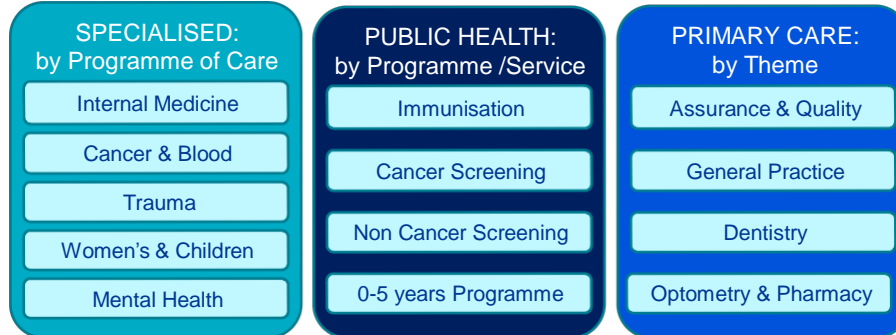 SPECIALISED:
by Programme of Care
Internal Medicine
Cancer & Blood
Trauma
Women's & Children
Mental Health
PUBLIC HEALTH:
by Programme /Service
Immunisation
Cancer Screening
Non Cancer Screening
0-5 years Programme
PRIMARY CARE:
by Theme
Assurance & Quality
General Practice
Dentistry
Optometry & Pharmacy